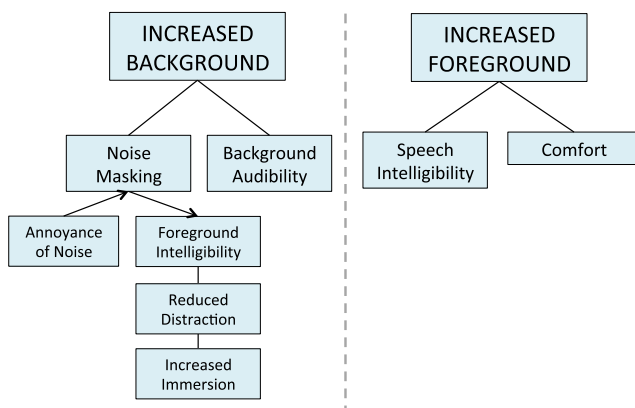 INCREASED
BACKGROUND
INCREASED
FOREGROUND
Noise
Masking
Background
Audibility
Speech
Intelligibility
Comfort
Annoyance
of Noise
Foreground
Intelligibility
Reduced
Distraction
Increased
Immersion